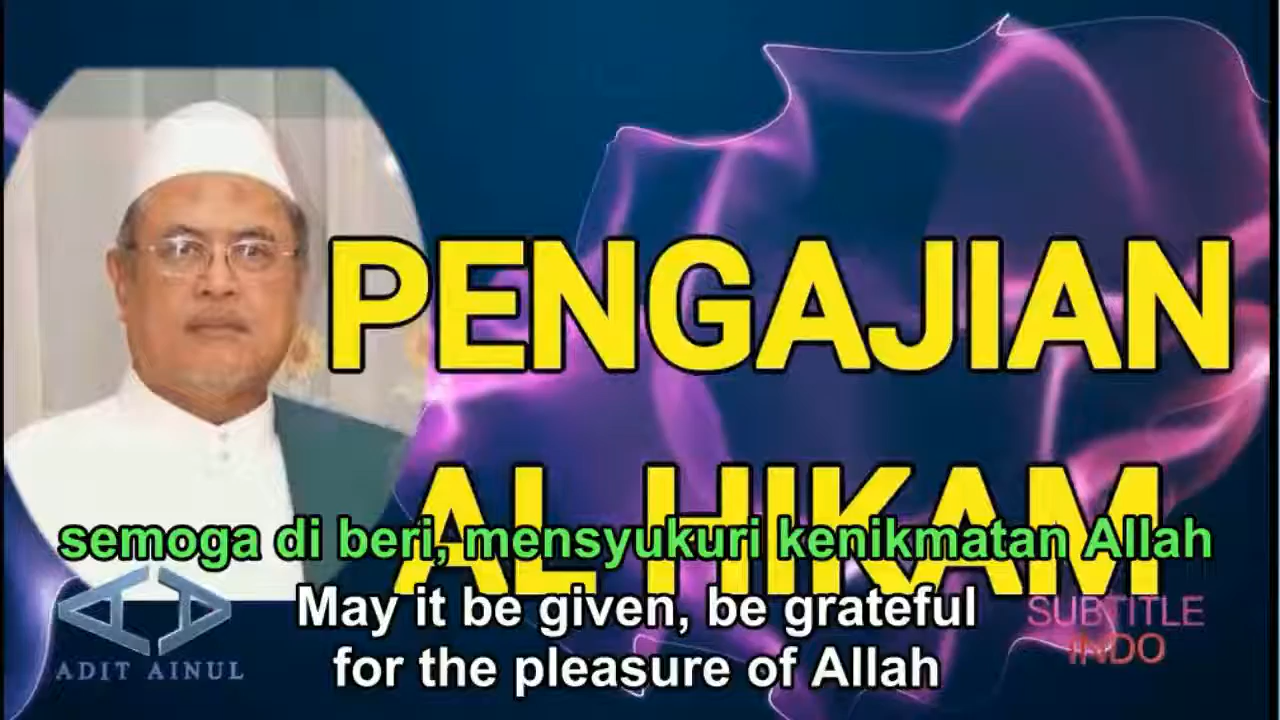 PENGAJIAN
AL HIKAM
semoga di beri, mensyukuri kenikmatan Allah
May it be given, be grateful
for the pleasure of Allah
ADIT AINUL
SUBTITLE
INDO